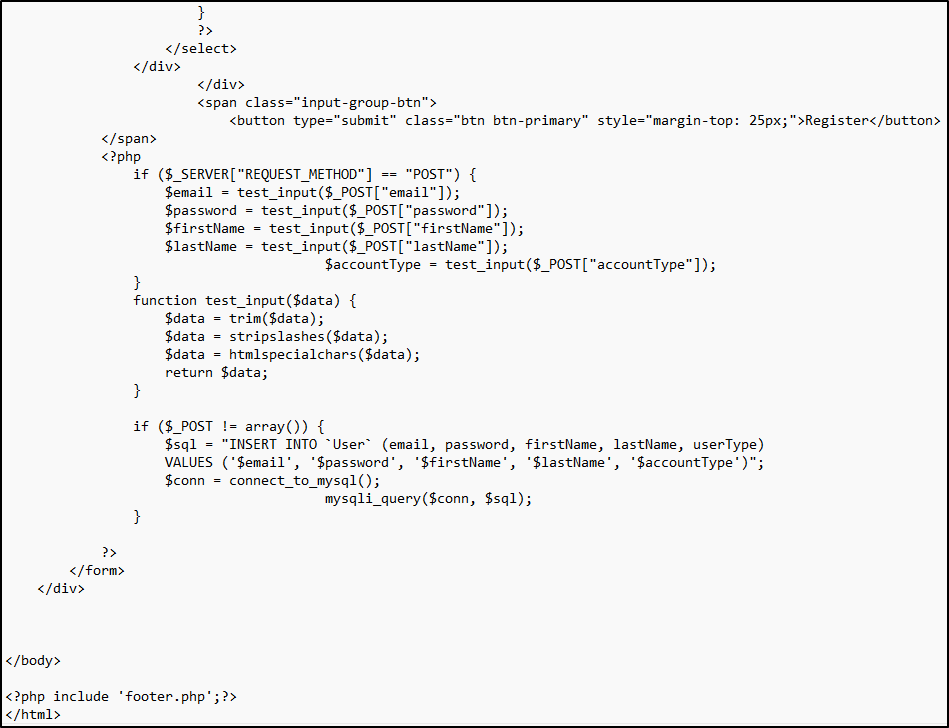 }
?>
</select>
</div>
</div>
<span class="input-group-btn">
<button type="submit" class="btn btn-primary" style="margin-top: 25px;">Register</button>
</span>
<?php
if ($_SERVER["REQUEST_METHOD"] == "POST") {
$email = test_input($_POST["email"]);
$password = test_input($_POST["password"]);
$firstName = test_input($_POST["firstName"]);
$lastName = test_input($_POST["lastName"]);
$accountType = test_input($_POST["accountType"]);
}
function test_input($data) {
$data = trim($data);
$data = stripslashes($data);
$data = htmlspecialchars($data);
return $data;
}
if ($_POST != array()) {
$sql = "INSERT INTO `User` (email, password, firstName, lastName, userType)
VALUES ('$email', '$password', '$firstName', '$lastName', '$accountType')";
$conn = connect_to_mysql();
mysqli_query($conn, $sql);
}
?>
</form>
</div>
</body>
<?php include 'footer.php';?>
</html>